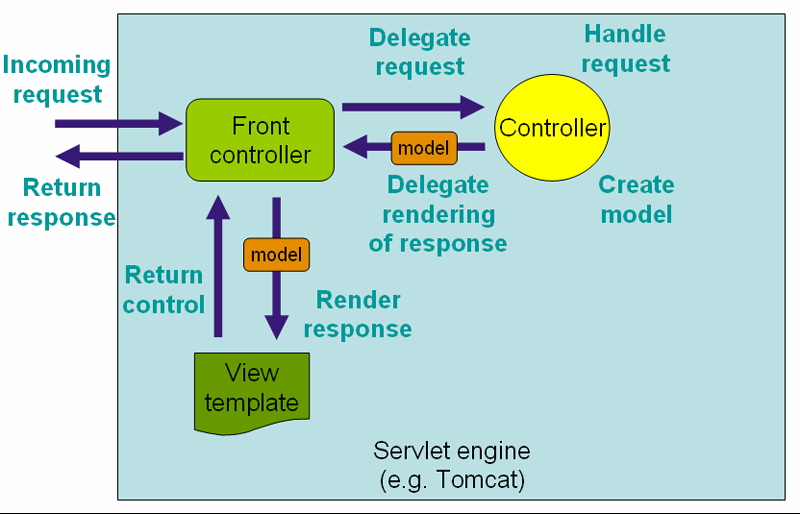 Incoming
request
Return
response
Front
controller
Delegate
request
Handle
request
Controller
model
Delegate
rendering
of response
Create
model
model
Return
control
Render
response
View
template
Servlet engine
(e.g. Tomcat)